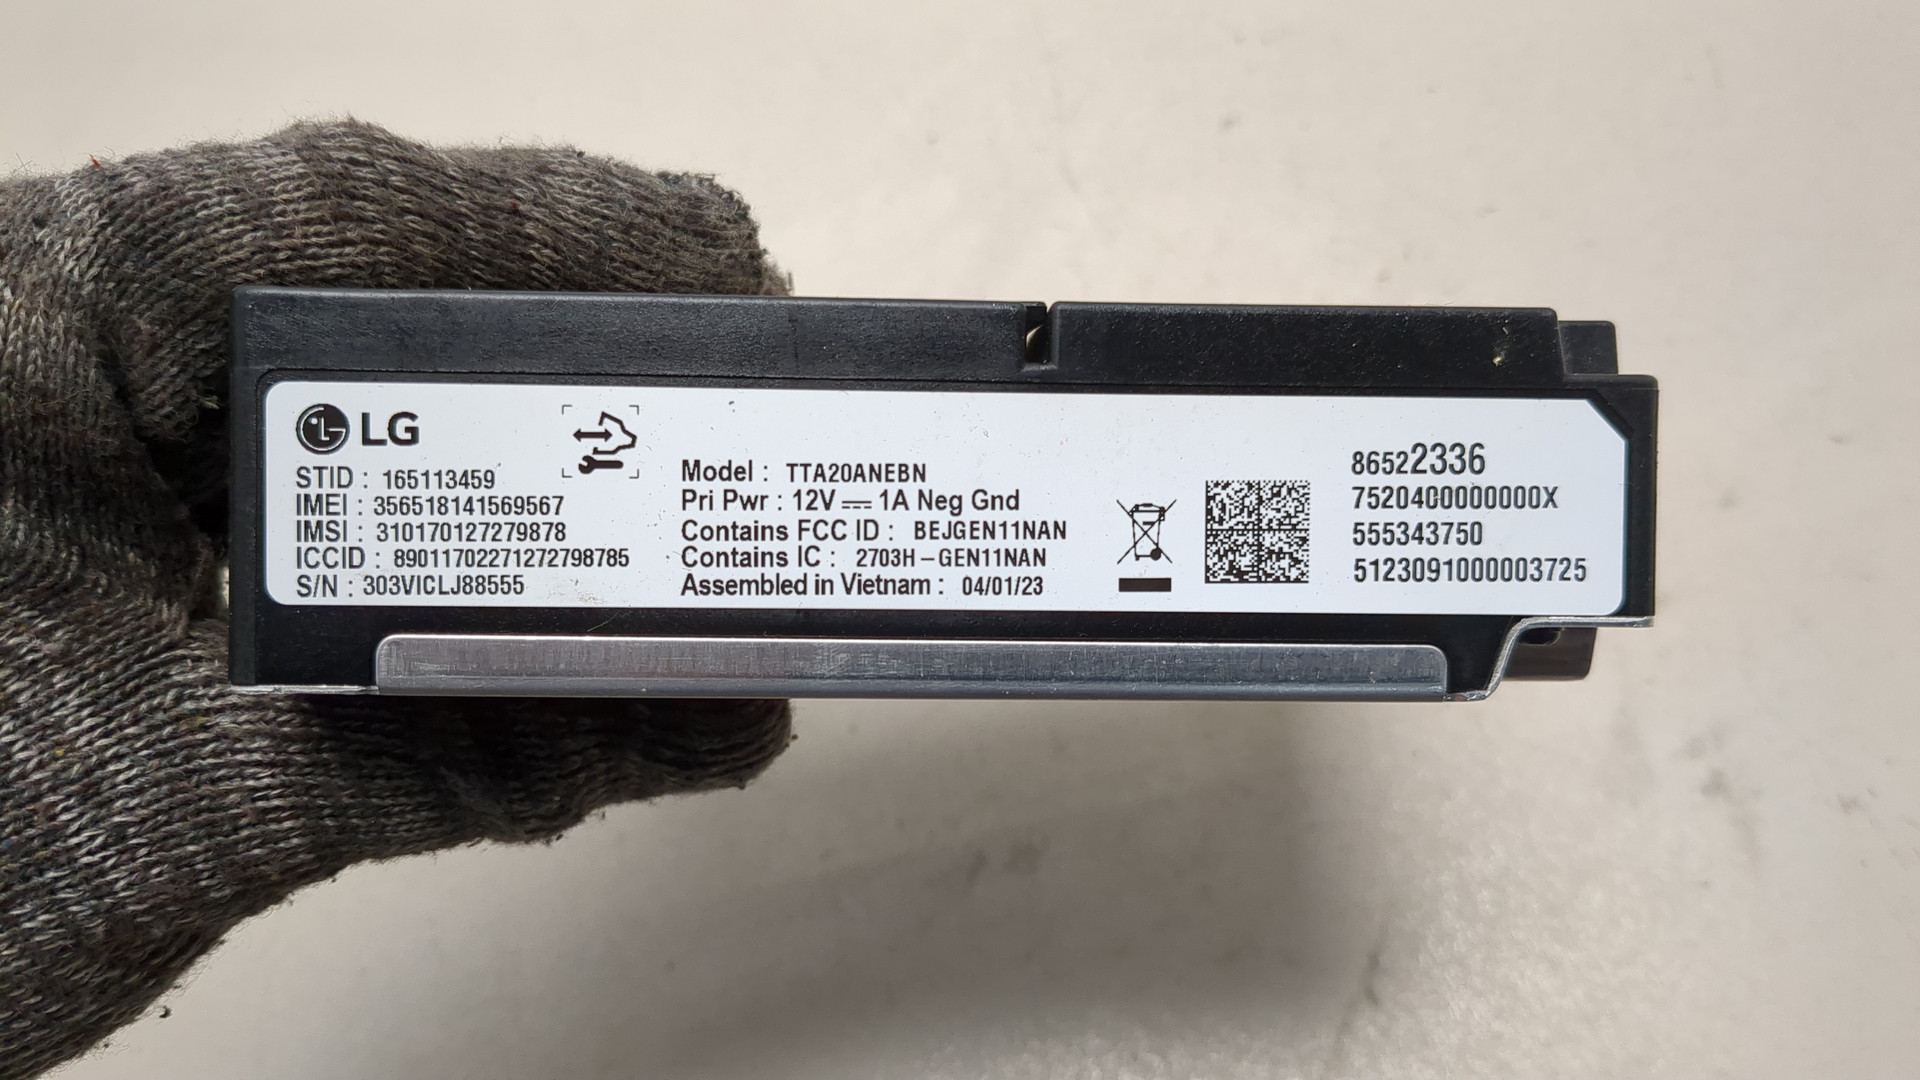 LG
STID : 165113459
IMEI : 356518141569567
IMSI : 310170127279878
ICCID : 89011702271272798785
S/N : 303VICLJ88555
Model : TTA20ANEBN
Pri Pwr : 12V ⎓ 1A Neg Gnd
Contains FCC ID : BEJGEN11NAN
Contains IC : 2703H-GEN11NAN
Assembled in Vietnam : 04/01/23
86522336
7520400000000X
555343750
5123091000003725